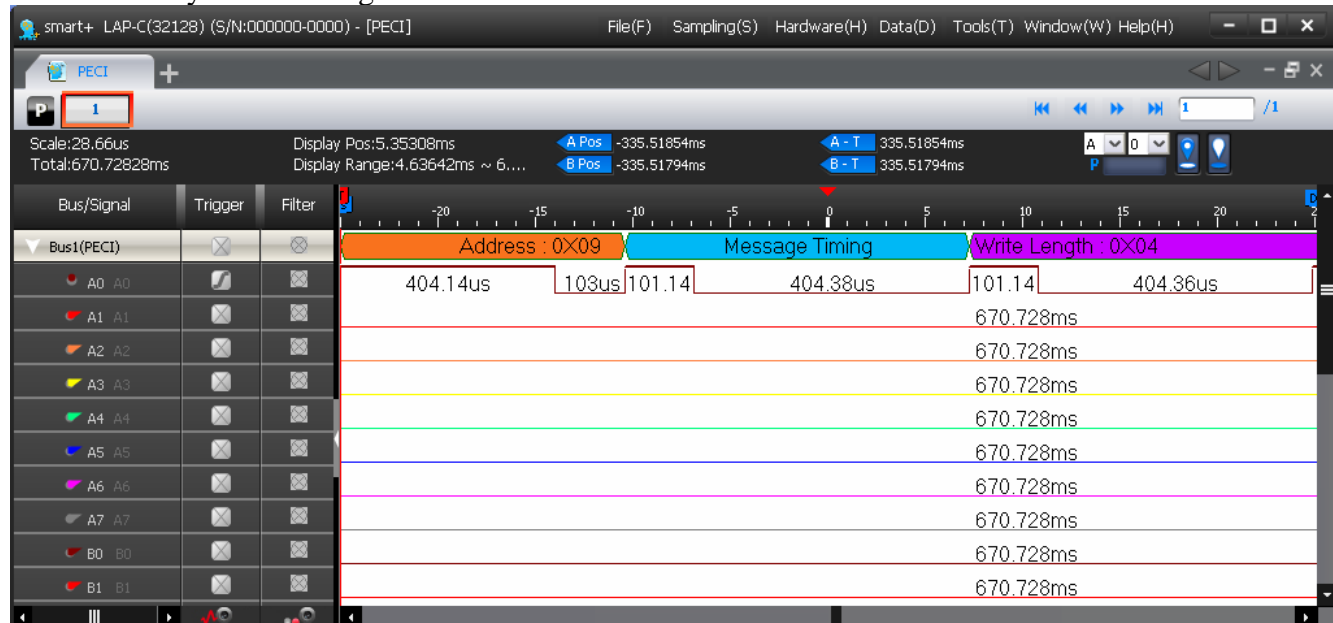 smart+ LAP-C(32128) (S/N:000000-0000) - [PECI] File(F) Sampling(S) Hardware(H) Data(D) Tools(T) Window(W) Help(H)
PECI
P 1 1 /1
Scale:28.66us Display Pos:5.35308ms A Pos -335.51854ms A - T 335.51854ms A 0
Total:670.72828ms Display Range:4.63642ms ~ 6.... B Pos -335.51794ms B - T 335.51794ms P
Bus/Signal Trigger Filter -20 -15 -10 -5 0 5 10 15 20
Bus1(PECI) Address : 0X09 Message Timing Write Length : 0X04
A0 A0 404.14us 103us 101.14 404.38us 101.14 404.36us
A1 A1 670.728ms
A2 A2 670.728ms
A3 A3 670.728ms
A4 A4 670.728ms
A5 A5 670.728ms
A6 A6 670.728ms
A7 A7 670.728ms
B0 B0 670.728ms
B1 B1 670.728ms